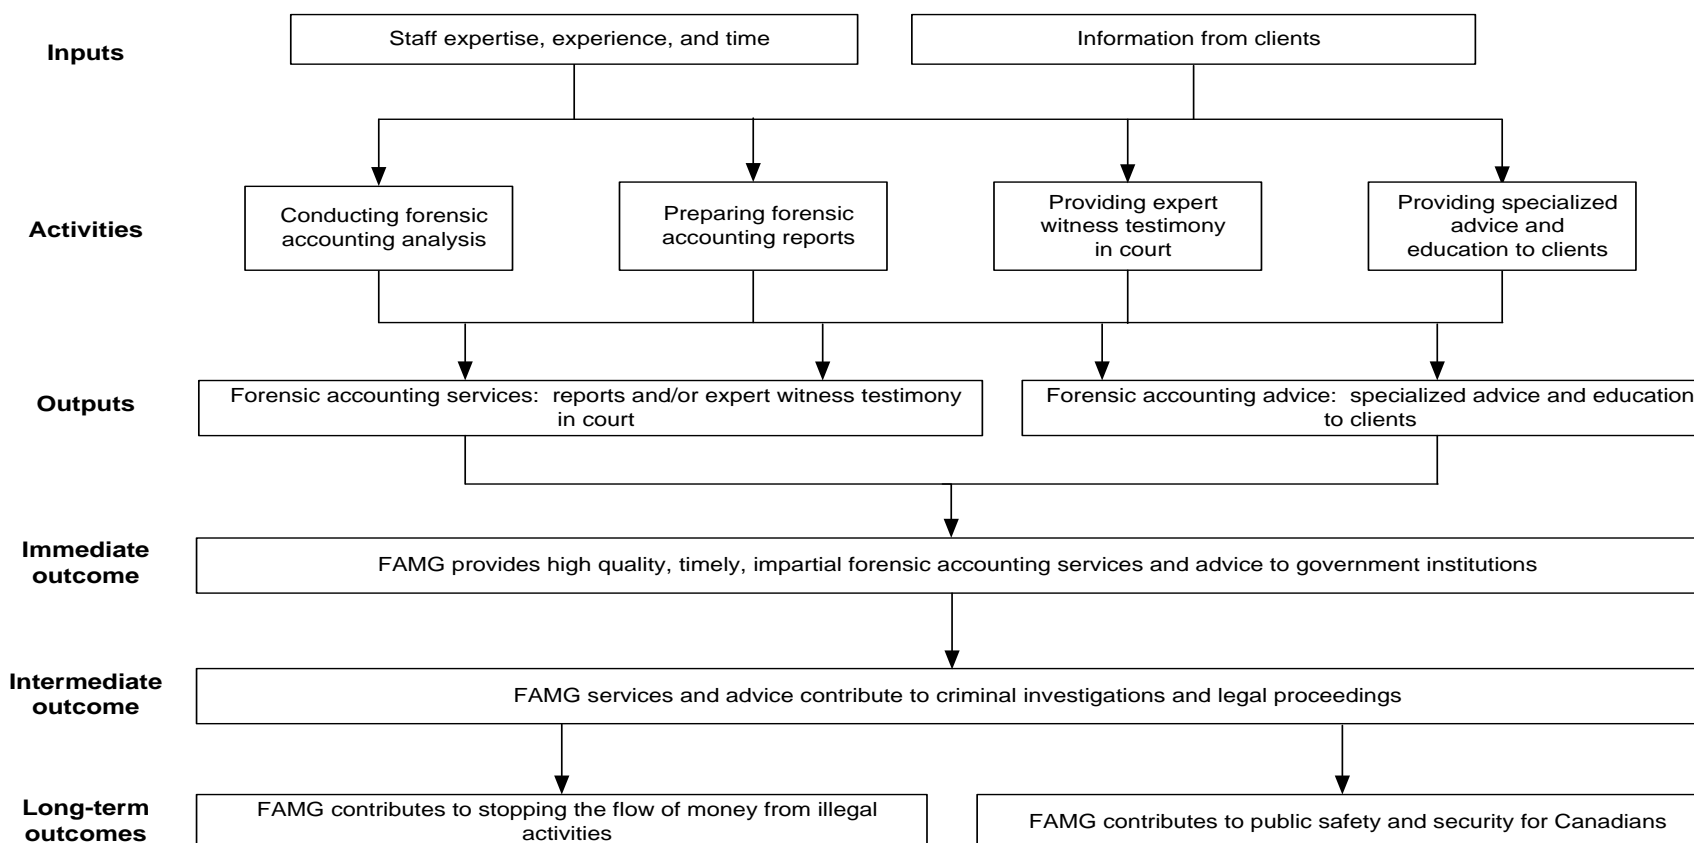 Inputs
Staff expertise, experience, and time
Information from clients
Activities
Conducting forensic
accounting analysis
Preparing forensic
accounting reports
Providing expert
witness testimony
in court
Providing specialized
advice and
education to clients
Outputs
Forensic accounting services:  reports and/or expert witness testimony
in court
Forensic accounting advice:  specialized advice and education
to clients
Immediate
outcome
FAMG provides high quality, timely, impartial forensic accounting services and advice to government institutions
Intermediate
outcome
FAMG services and advice contribute to criminal investigations and legal proceedings
Long-term
outcomes
FAMG contributes to stopping the flow of money from illegal
activities
FAMG contributes to public safety and security for Canadians